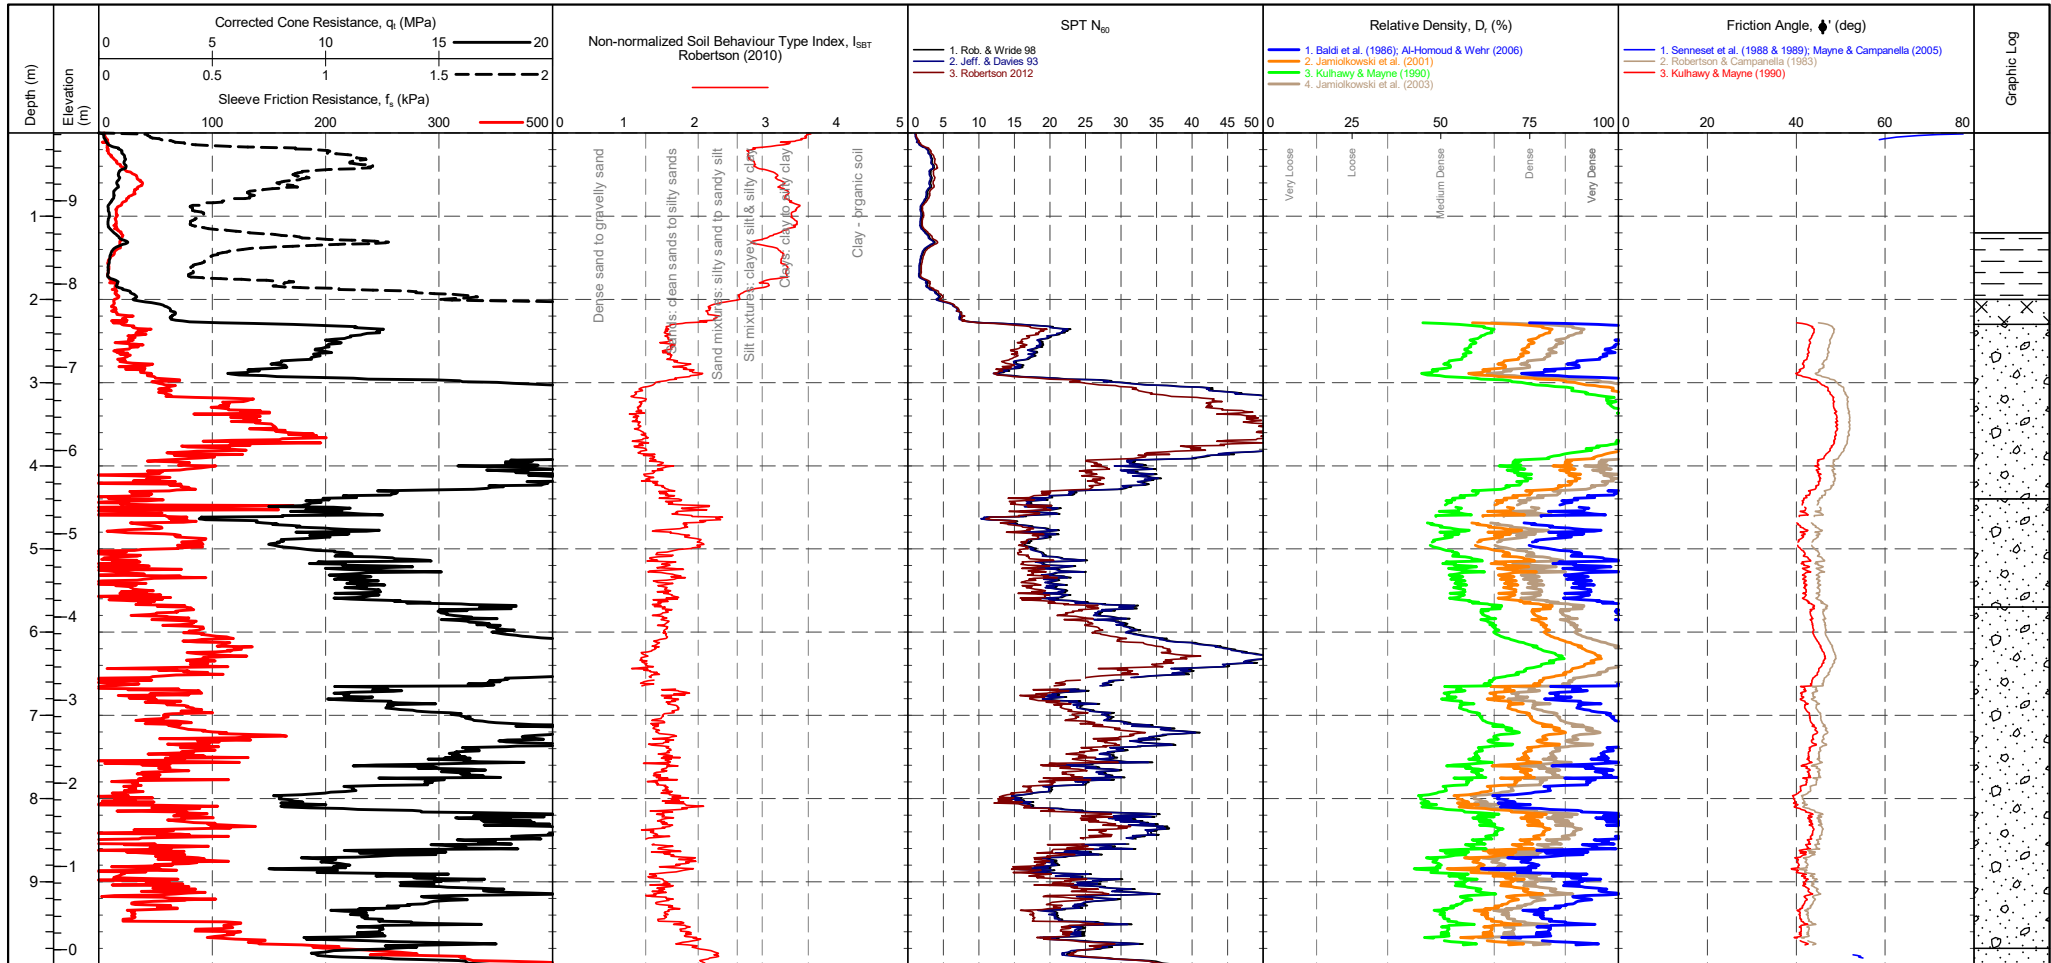 Corrected Cone Resistance, qt (MPa)
0 5 10 15 20
0 0.5 1 1.5 2
Sleeve Friction Resistance, fs (kPa)
0 100 200 300 500
Depth (m)
Elevation (m)
Non-normalized Soil Behaviour Type Index, ISBT
Robertson (2010)
0 1 2 3 4 5
SPT N60
1. Rob. & Wride 98
2. Jeff. & Davies 93
3. Robertson 2012
0 5 10 15 20 25 30 35 40 45 50
Relative Density, Dr (%)
1. Baldi et al. (1986); Al-Homoud & Wehr (2006)
2. Jamiolkowski et al. (2001)
3. Kulhawy & Mayne (1990)
4. Jamiolkowski et al. (2003)
0 25 50 75 100
Friction Angle, ϕ' (deg)
1. Senneset et al. (1988 & 1989); Mayne & Campanella (2005)
2. Robertson & Campanella (1983)
3. Kulhawy & Mayne (1990)
0 20 40 60 80
Graphic Log
Dense sand to gravelly sand
Sands: clean sands to silty sands
Sand mixtures: silty sand to sandy silt
Silt mixtures: clayey silt & silty clay
Clays: clay to silty clay
Clay - organic soil
Very Loose
Loose
Medium Dense
Dense
Very Dense
9
1
8
2
7
3
6
4
5
5
4
6
3
7
2
8
1
9
0